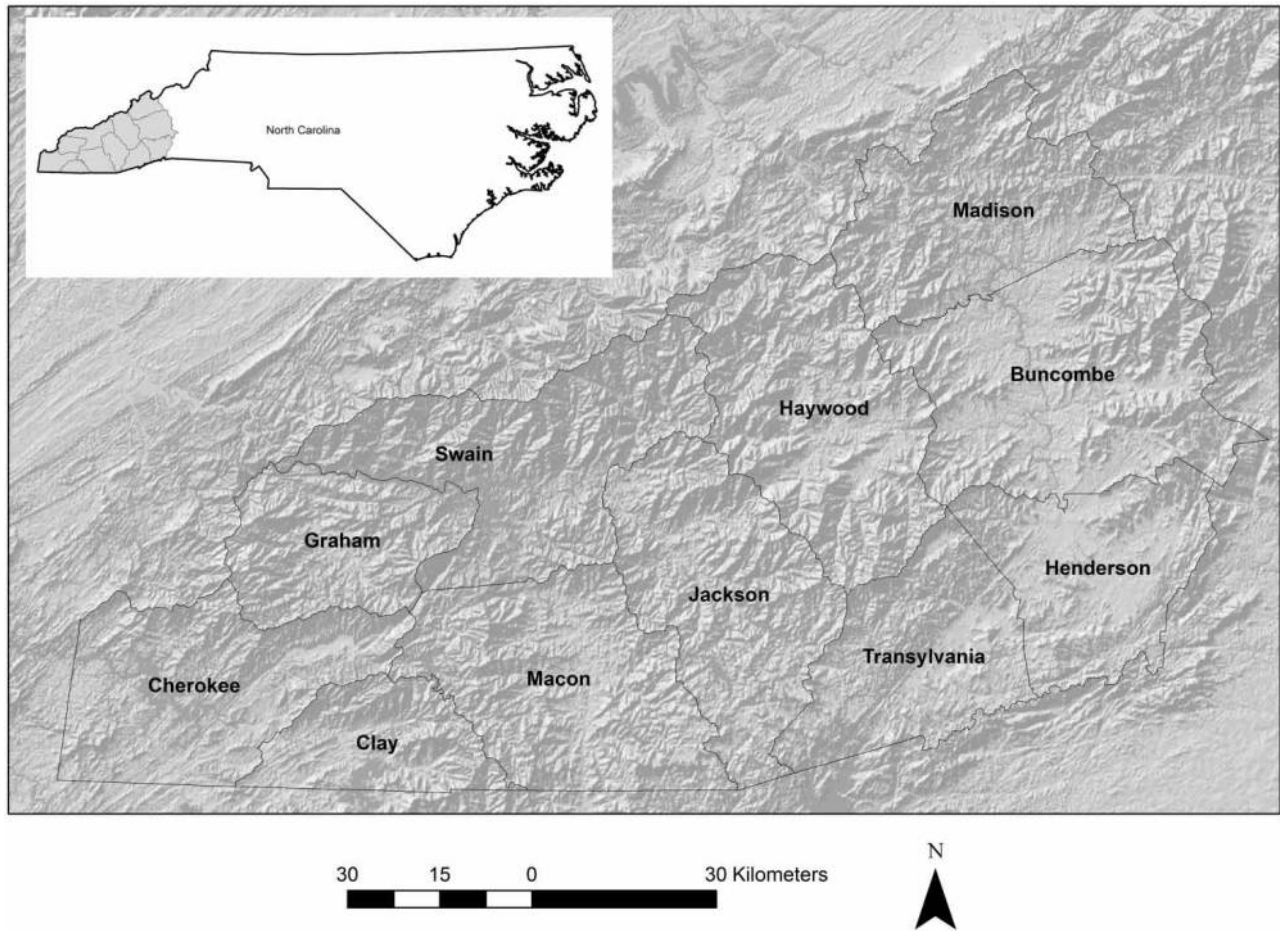 North Carolina
Madison
Buncombe
Haywood
Swain
Graham
Henderson
Jackson
Transylvania
Macon
Cherokee
Clay
30 15 0 30 Kilometers
N